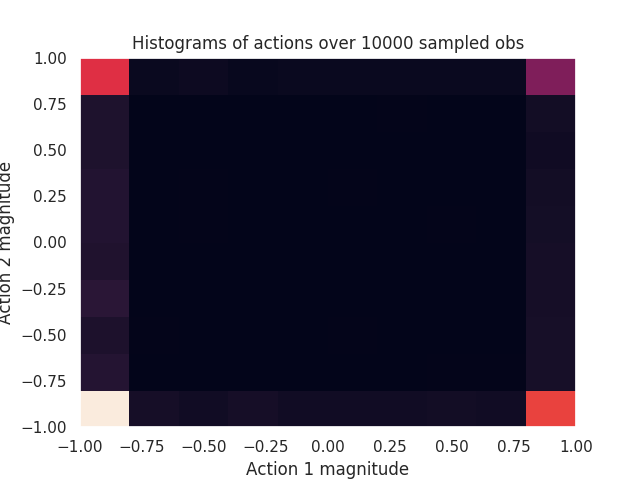 Histograms of actions over 10000 sampled obs
Action 2 magnitude
1.00
0.75
0.50
0.25
0.00
−0.25
−0.50
−0.75
−1.00
−1.00 −0.75 −0.50 −0.25 0.00 0.25 0.50 0.75 1.00
Action 1 magnitude